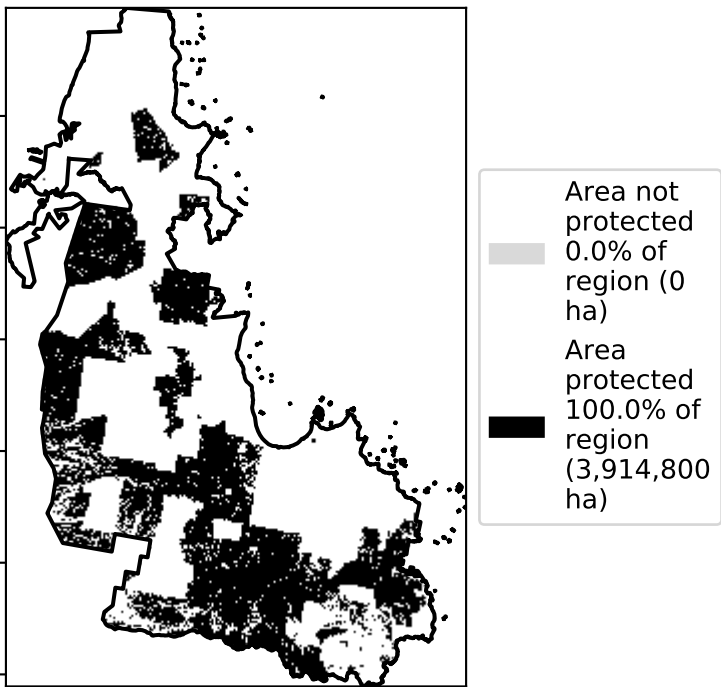 Area not
protected
0.0% of
region (0
ha)
Area
protected
100.0% of
region
(3,914,800
ha)